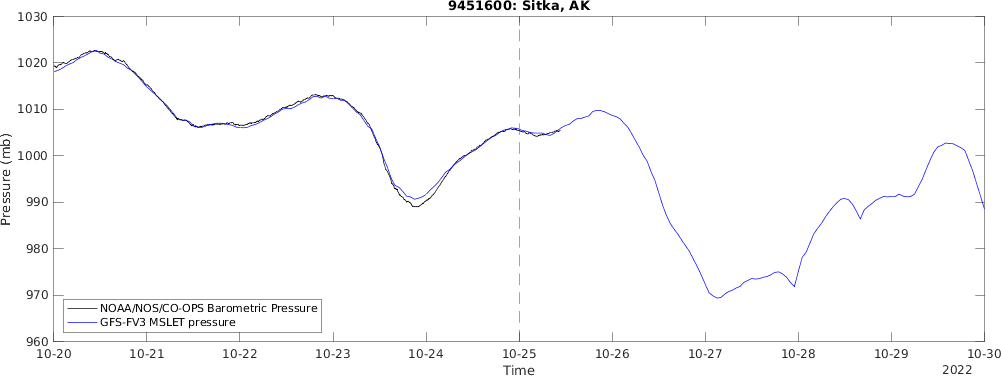 9451600: Sitka, AK
1030
1020
1010
1000
990
980
970
960
Pressure (mb)
NOAA/NOS/CO-OPS Barometric Pressure
GFS-FV3 MSLET pressure
10-20 10-21 10-22 10-23 10-24 10-25 10-26 10-27 10-28 10-29 10-30
Time
2022